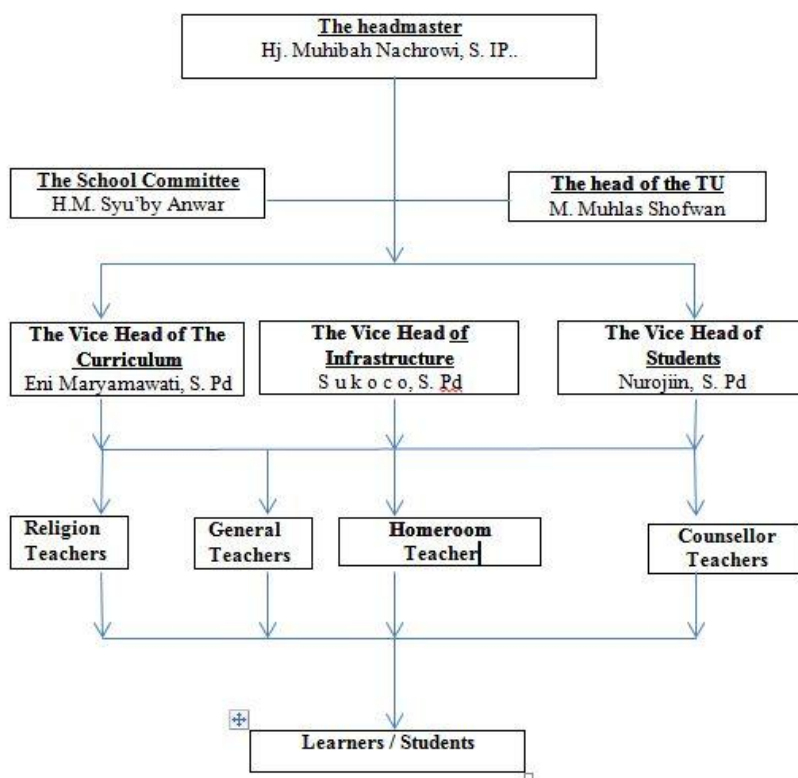 The headmaster
Hj. Muhibah Nachrowi, S. IP..
The School Committee
H.M. Syu'by Anwar
The head of the TU
M. Muhlas Shofwan
The Vice Head of The
Curriculum
Eni Maryamawati, S. Pd
The Vice Head of
Infrastructure
S u k o c o, S. Pd
The Vice Head of
Students
Nurojiin, S. Pd
Religion
Teachers
General
Teachers
Homeroom
Teacher
Counsellor
Teachers
Learners / Students